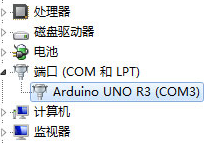 处理器
磁盘驱动器
电池
端口 (COM 和 LPT)
Arduino UNO R3 (COM3)
计算机
监视器